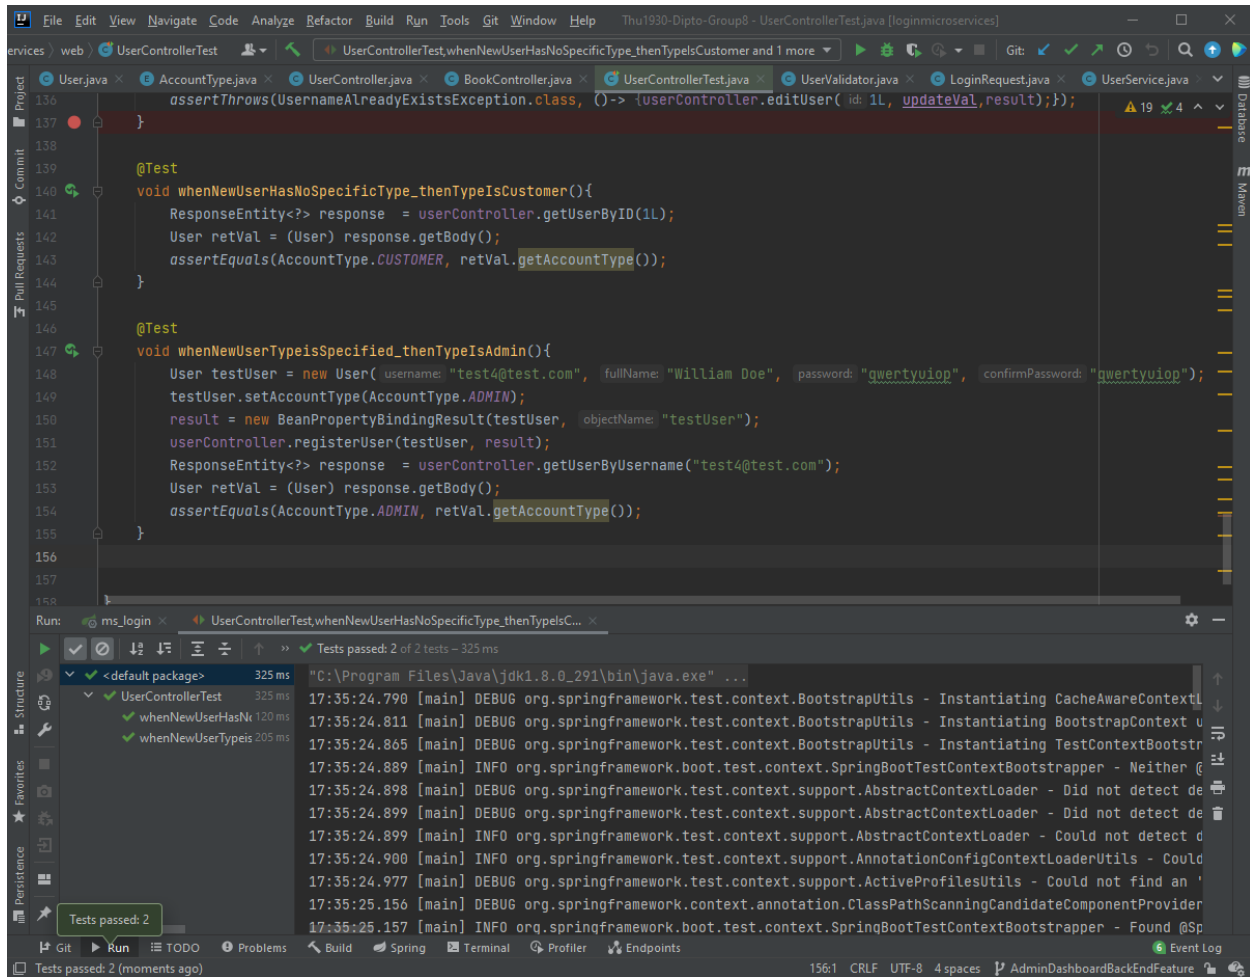 File Edit View Navigate Code Analyze Refactor Build Run Tools Git Window Help Thu1930-Dipto-Group8 - UserControllerTest.java [loginmicroservices]
ervices web UserControllerTest UserControllerTest,whenNewUserHasNoSpecificType_thenTypeIsCustomer and 1 more Git:
User.java AccountType.java UserController.java BookController.java UserControllerTest.java UserValidator.java LoginRequest.java UserService.java
Project
Commit
Pull Requests
Structure
Favorites
Persistence
Database
Maven
19 4
136 assertThrows(UsernameAlreadyExistsException.class, ()-> {userController.editUser( id: 1L, updateVal,result);});
137 }
138
139 @Test
140 void whenNewUserHasNoSpecificType_thenTypeIsCustomer(){
141 ResponseEntity<?> response  = userController.getUserByID(1L);
142 User retVal = (User) response.getBody();
143 assertEquals(AccountType.CUSTOMER, retVal.getAccountType());
144 }
145
146 @Test
147 void whenNewUserTypeisSpecified_thenTypeIsAdmin(){
148 User testUser = new User( username: "test4@test.com", fullName: "William Doe", password: "qwertyuiop", confirmPassword: "qwertyuiop");
149 testUser.setAccountType(AccountType.ADMIN);
150 result = new BeanPropertyBindingResult(testUser, objectName: "testUser");
151 userController.registerUser(testUser, result);
152 ResponseEntity<?> response  = userController.getUserByUsername("test4@test.com");
153 User retVal = (User) response.getBody();
154 assertEquals(AccountType.ADMIN, retVal.getAccountType());
155 }
156
157
158 }
Run: ms_login UserControllerTest,whenNewUserHasNoSpecificType_thenTypeIsC...
Tests passed: 2 of 2 tests – 325 ms
<default package> 325 ms
UserControllerTest 325 ms
whenNewUserHasNo 120 ms
whenNewUserTypeis 205 ms
"C:\Program Files\Java\jdk1.8.0_291\bin\java.exe" ...
17:35:24.790 [main] DEBUG org.springframework.test.context.BootstrapUtils - Instantiating CacheAwareContextL
17:35:24.811 [main] DEBUG org.springframework.test.context.BootstrapUtils - Instantiating BootstrapContext u
17:35:24.865 [main] DEBUG org.springframework.test.context.BootstrapUtils - Instantiating TestContextBootstr
17:35:24.889 [main] INFO org.springframework.boot.test.context.SpringBootTestContextBootstrapper - Neither @
17:35:24.898 [main] DEBUG org.springframework.test.context.support.AbstractContextLoader - Did not detect de
17:35:24.899 [main] DEBUG org.springframework.test.context.support.AbstractContextLoader - Did not detect de
17:35:24.899 [main] INFO org.springframework.test.context.support.AbstractContextLoader - Could not detect d
17:35:24.900 [main] INFO org.springframework.test.context.support.AnnotationConfigContextLoaderUtils - Could
17:35:24.977 [main] DEBUG org.springframework.test.context.support.ActiveProfilesUtils - Could not find an '
17:35:25.156 [main] DEBUG org.springframework.context.annotation.ClassPathScanningCandidateComponentProvider
17:35:25.157 [main] INFO org.springframework.boot.test.context.SpringBootTestContextBootstrapper - Found @Sp
Tests passed: 2
Git Run TODO Problems Build Spring Terminal Profiler Endpoints 6 Event Log
Tests passed: 2 (moments ago) 156:1 CRLF UTF-8 4 spaces AdminDashboardBackEndFeature